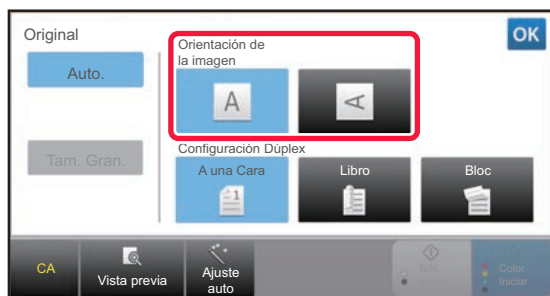 Original
OK
Auto.
Tam. Gran.
Orientación de
la imagen
A
A
Configuración Dúplex
A una Cara
1
Libro
Bloc
CA
Vista previa
Ajuste
auto
B/N
Iniciar
Color
Iniciar